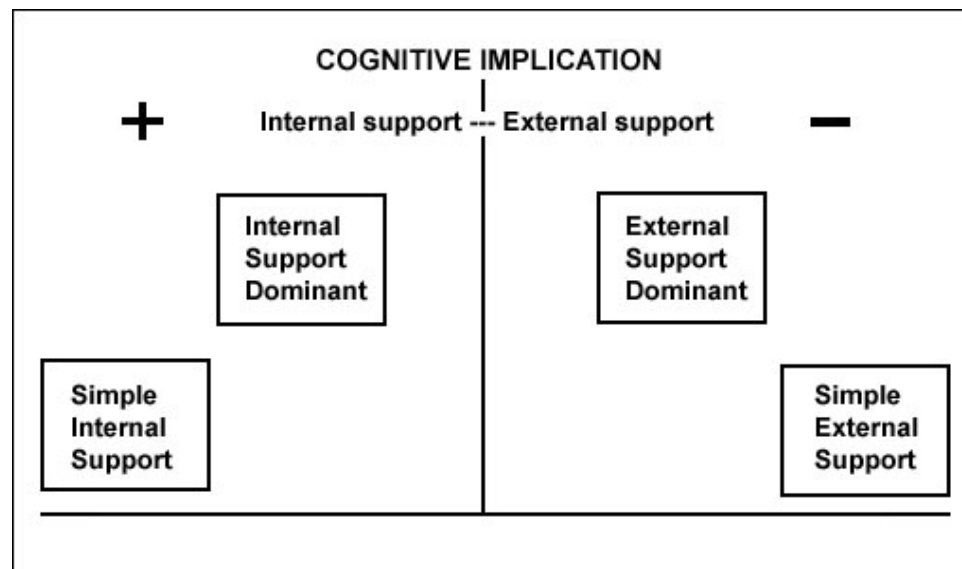 COGNITIVE IMPLICATION
+ Internal support --- External support −
Internal
Support
Dominant
External
Support
Dominant
Simple
Internal
Support
Simple
External
Support